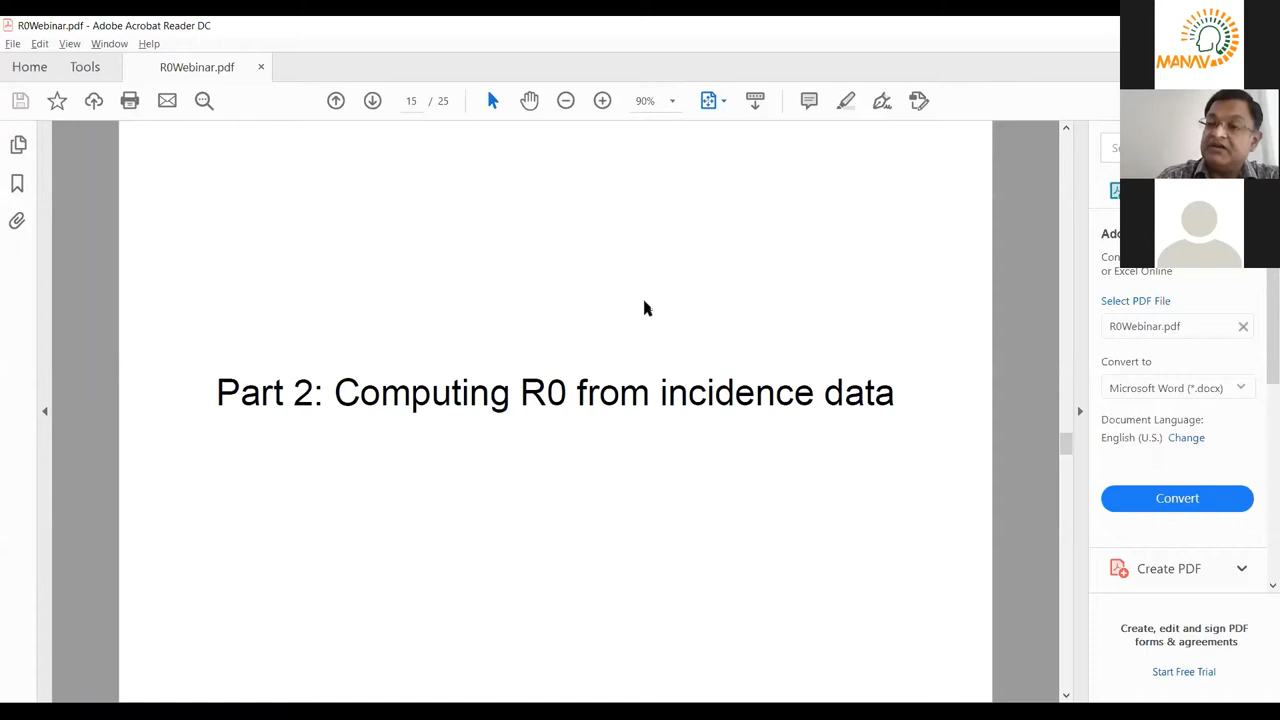 R0Webinar.pdf - Adobe Acrobat Reader DC
File Edit View Window Help
Home Tools R0Webinar.pdf ×
15 / 25 90%
MANAV
Part 2: Computing R0 from incidence data
or Excel Online
Select PDF File
R0Webinar.pdf
Convert to
Microsoft Word (*.docx)
Document Language:
English (U.S.) Change
Convert
Create PDF
Create, edit and sign PDF
forms & agreements
Start Free Trial